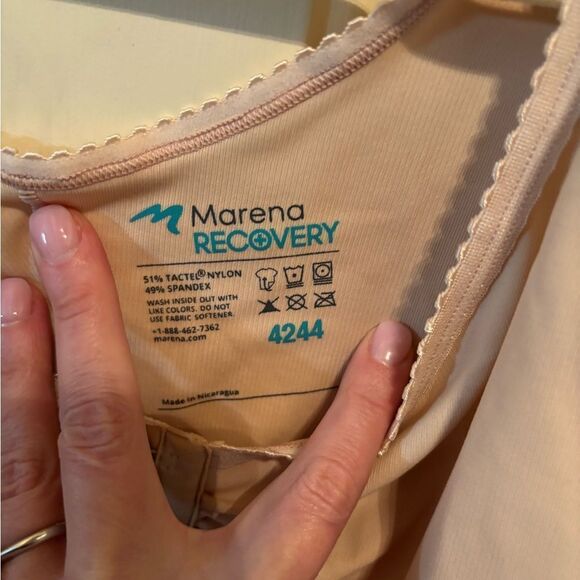 Marena
RECOVERY
51% TACTEL® NYLON
49% SPANDEX
WASH INSIDE OUT WITH
LIKE COLORS. DO NOT
USE FABRIC SOFTENER.
+1-888-462-7362
marena.com
4244
Made in Nicaragua